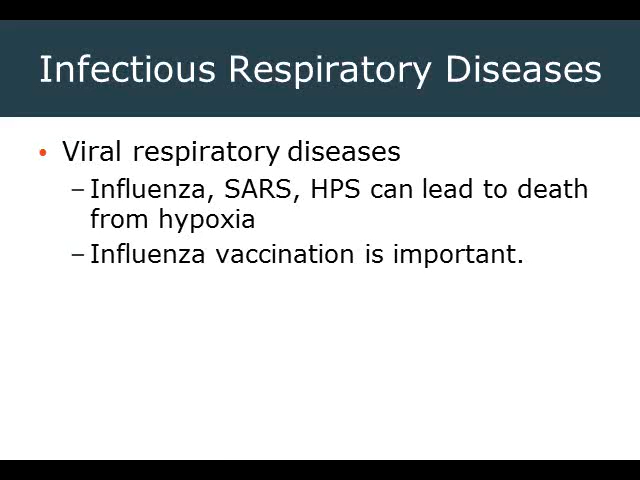 Infectious Respiratory Diseases
• Viral respiratory diseases
– Influenza, SARS, HPS can lead to death
from hypoxia
– Influenza vaccination is important.